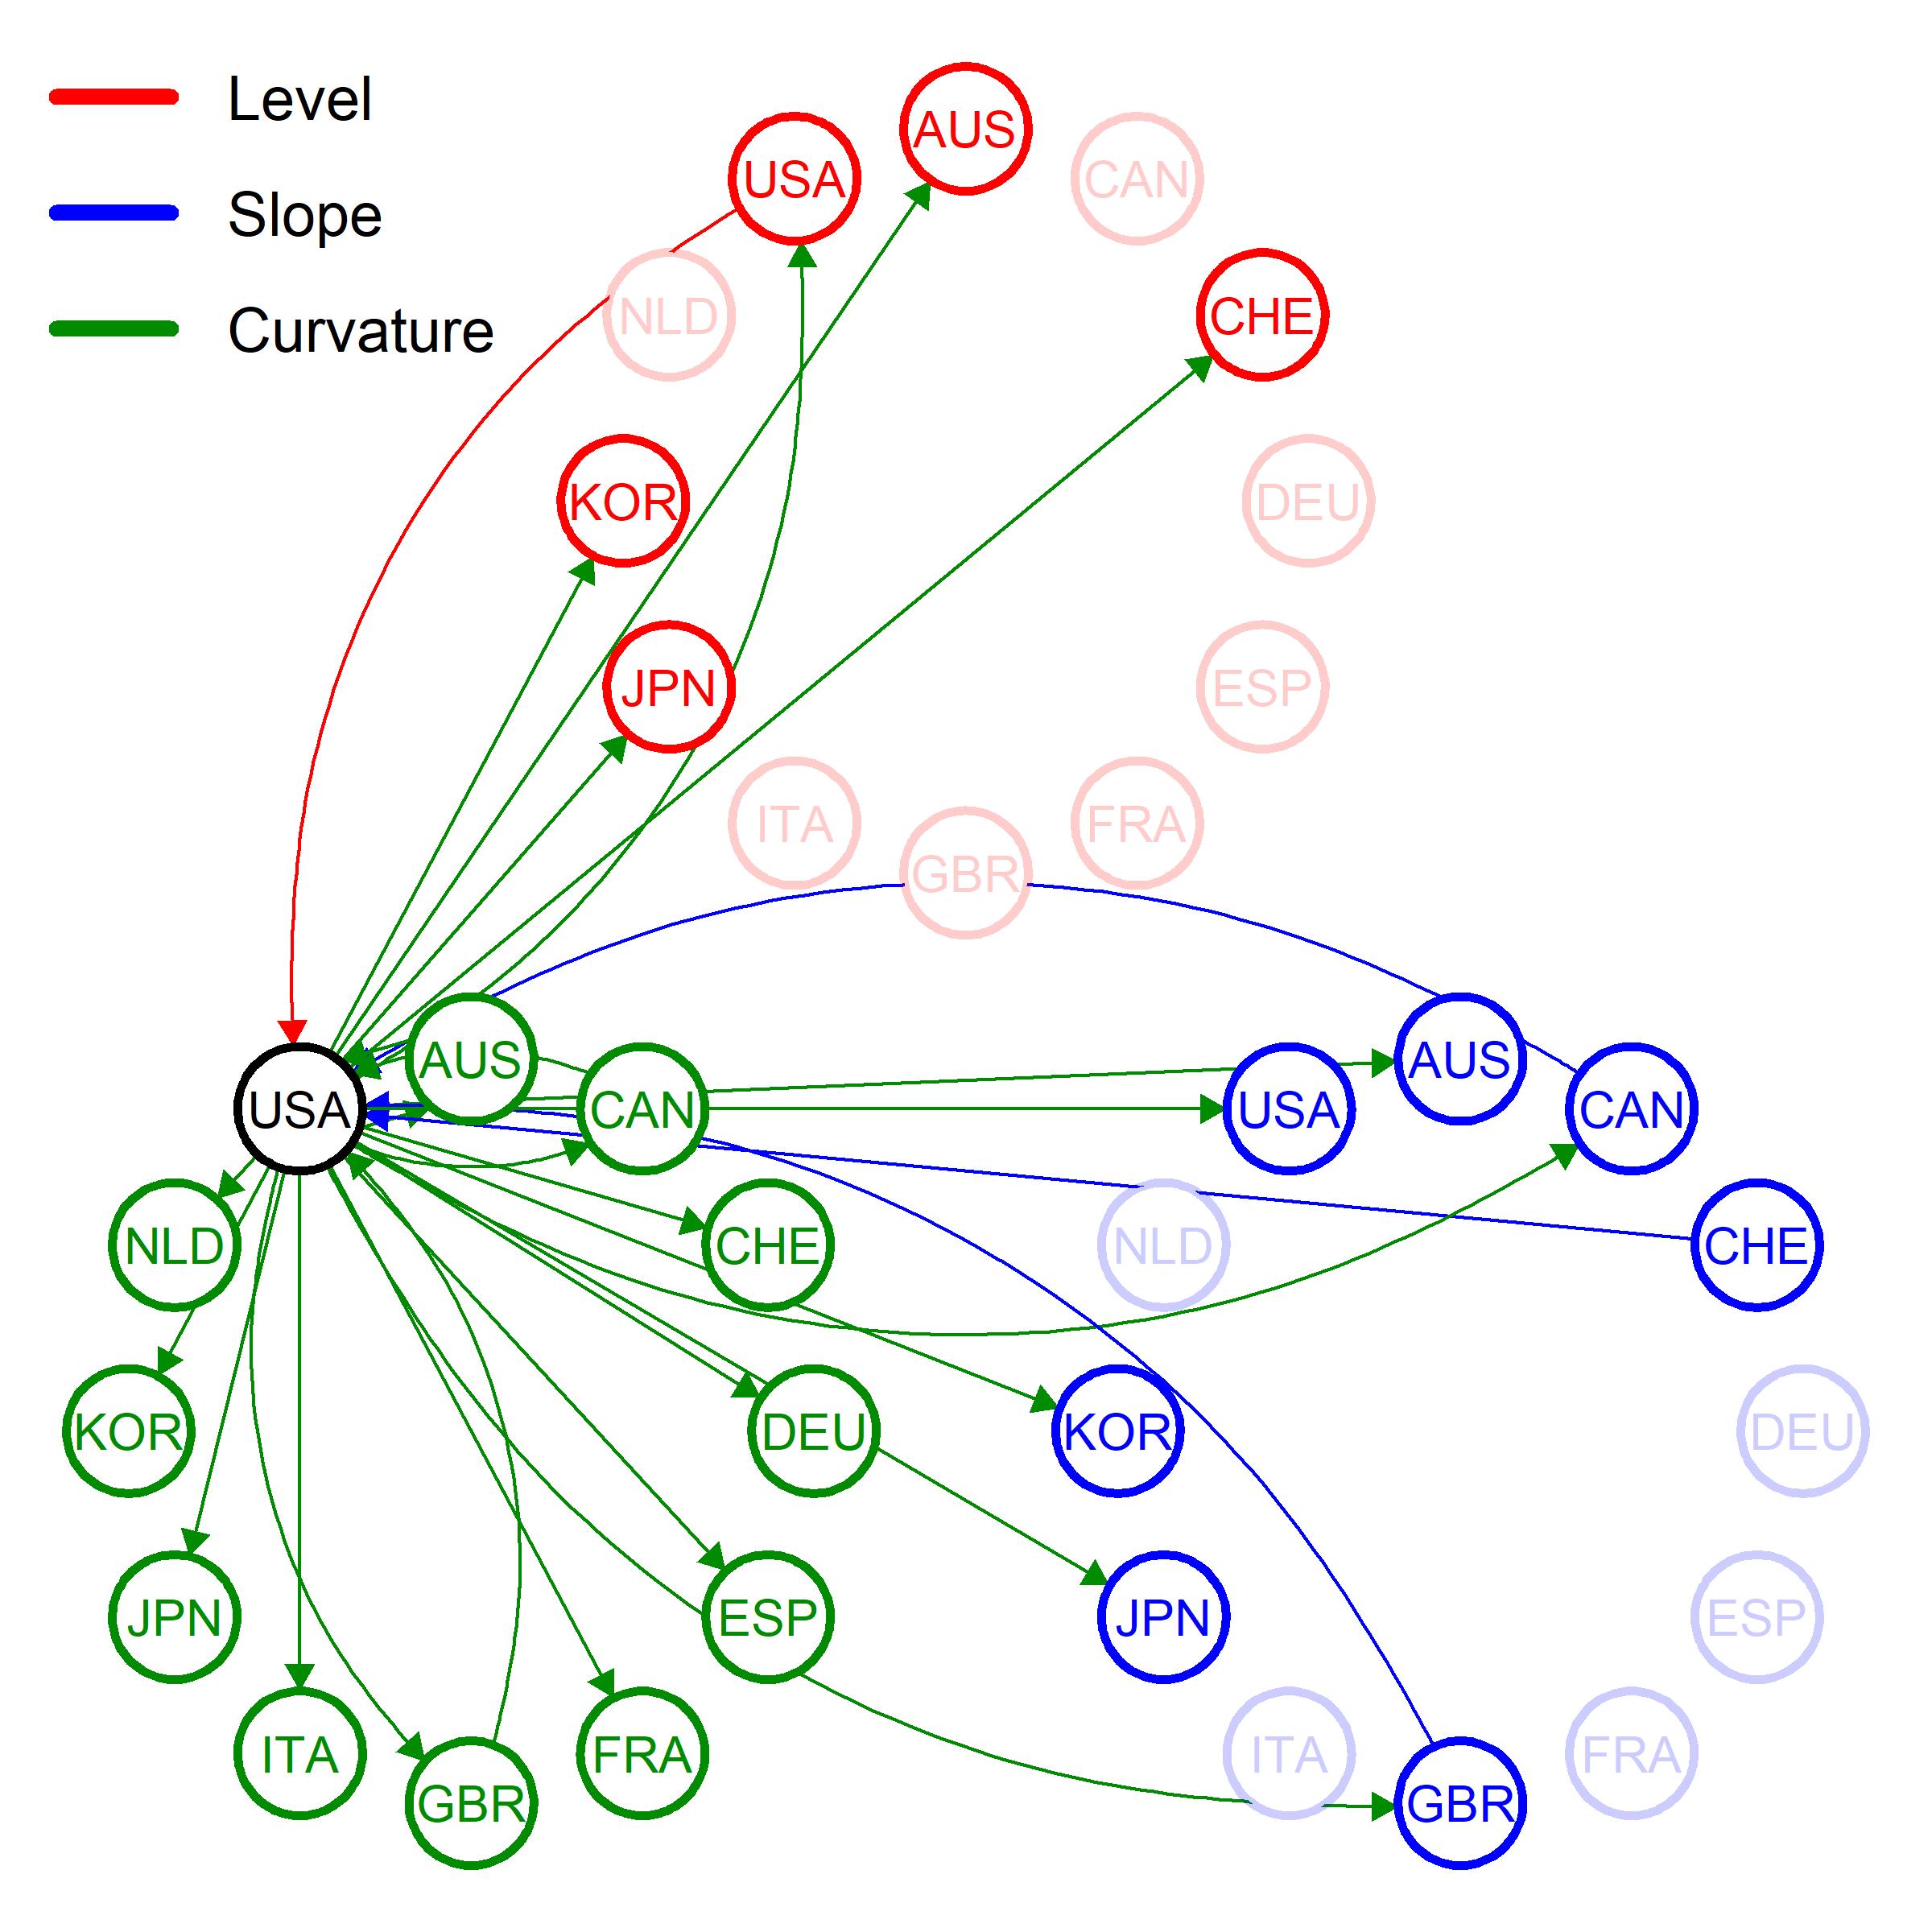 Level
Slope
Curvature
AUS
USA
CAN
NLD
CHE
KOR
DEU
JPN
ESP
ITA
FRA
GBR
AUS
AUS
USA
CAN
USA
CAN
NLD
CHE
NLD
CHE
KOR
DEU
KOR
DEU
JPN
ESP
JPN
ESP
ITA
FRA
ITA
FRA
GBR
GBR